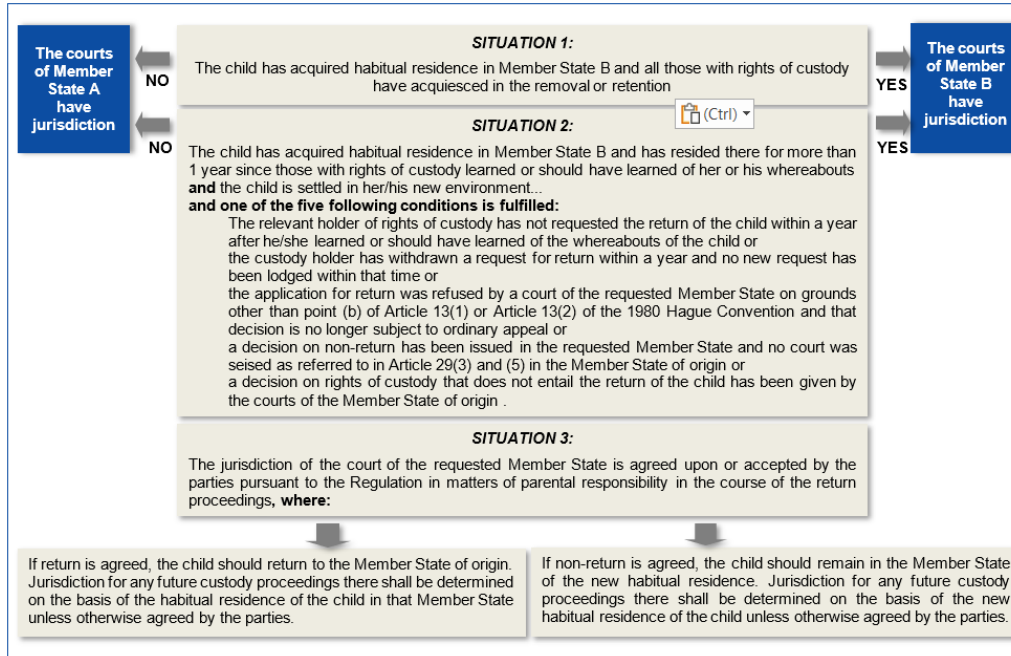 The courts
of Member
State A
have
jurisdiction
NO
SITUATION 1:
The child has acquired habitual residence in Member State B and all those with rights of custody
have acquiesced in the removal or retention
YES
The courts
of Member
State B
have
jurisdiction
(Ctrl)
NO
SITUATION 2:
YES
The child has acquired habitual residence in Member State B and has resided there for more than
1 year since those with rights of custody learned or should have learned of her or his whereabouts
and the child is settled in her/his new environment...
and one of the five following conditions is fulfilled:
The relevant holder of rights of custody has not requested the return of the child within a year
after he/she learned or should have learned of the whereabouts of the child or
the custody holder has withdrawn a request for return within a year and no new request has
been lodged within that time or
the application for return was refused by a court of the requested Member State on grounds
other than point (b) of Article 13(1) or Article 13(2) of the 1980 Hague Convention and that
decision is no longer subject to ordinary appeal or
a decision on non-return has been issued in the requested Member State and no court was
seised as referred to in Article 29(3) and (5) in the Member State of origin or
a decision on rights of custody that does not entail the return of the child has been given by
the courts of the Member State of origin .
SITUATION 3:
The jurisdiction of the court of the requested Member State is agreed upon or accepted by the
parties pursuant to the Regulation in matters of parental responsibility in the course of the return
proceedings, where:
If return is agreed, the child should return to the Member State of origin.
Jurisdiction for any future custody proceedings there shall be determined
on the basis of the habitual residence of the child in that Member State
unless otherwise agreed by the parties.
If non-return is agreed, the child should remain in the Member State
of the new habitual residence. Jurisdiction for any future custody
proceedings there shall be determined on the basis of the new
habitual residence of the child unless otherwise agreed by the parties.